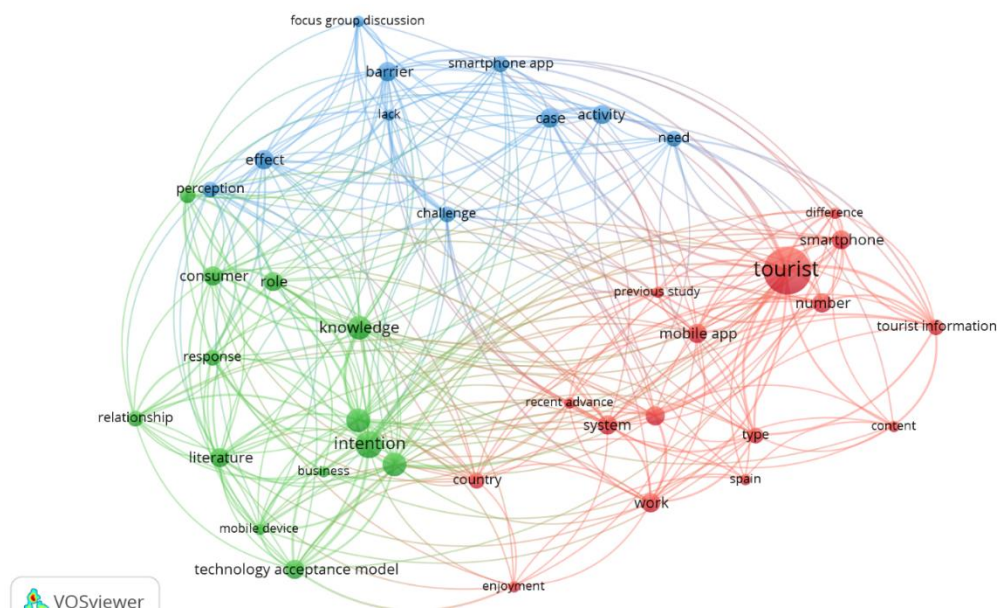 focus group discussion
smartphone app
barrier
lack
case
activity
need
effect
perception
challenge
difference
smartphone
tourist
consumer
role
previous study
number
knowledge
mobile app
tourist information
response
recent advance
relationship
system
content
type
intention
literature
business
country
spain
work
mobile device
technology acceptance model
enjoyment
VOSviewer